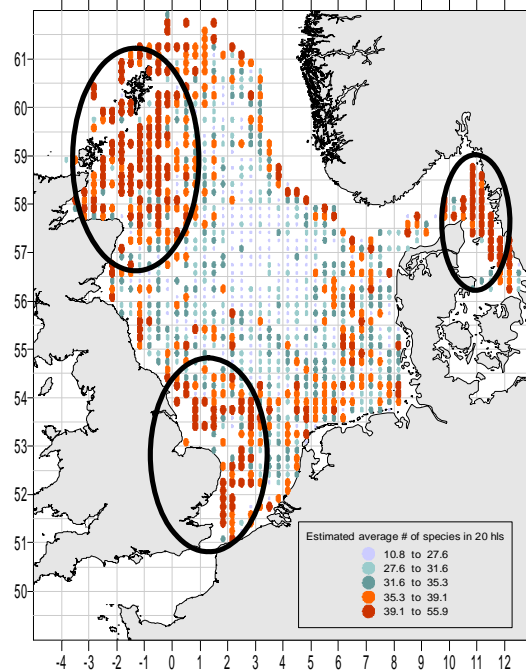 61
60
59
58
57
56
55
54
53
52
51
50
Estimated average # of species in 20 hls
10.8 to 27.6
27.6 to 31.6
31.6 to 35.3
35.3 to 39.1
39.1 to 55.9
-4 -3 -2 -1 0 1 2 3 4 5 6 7 8 9 10 11 12